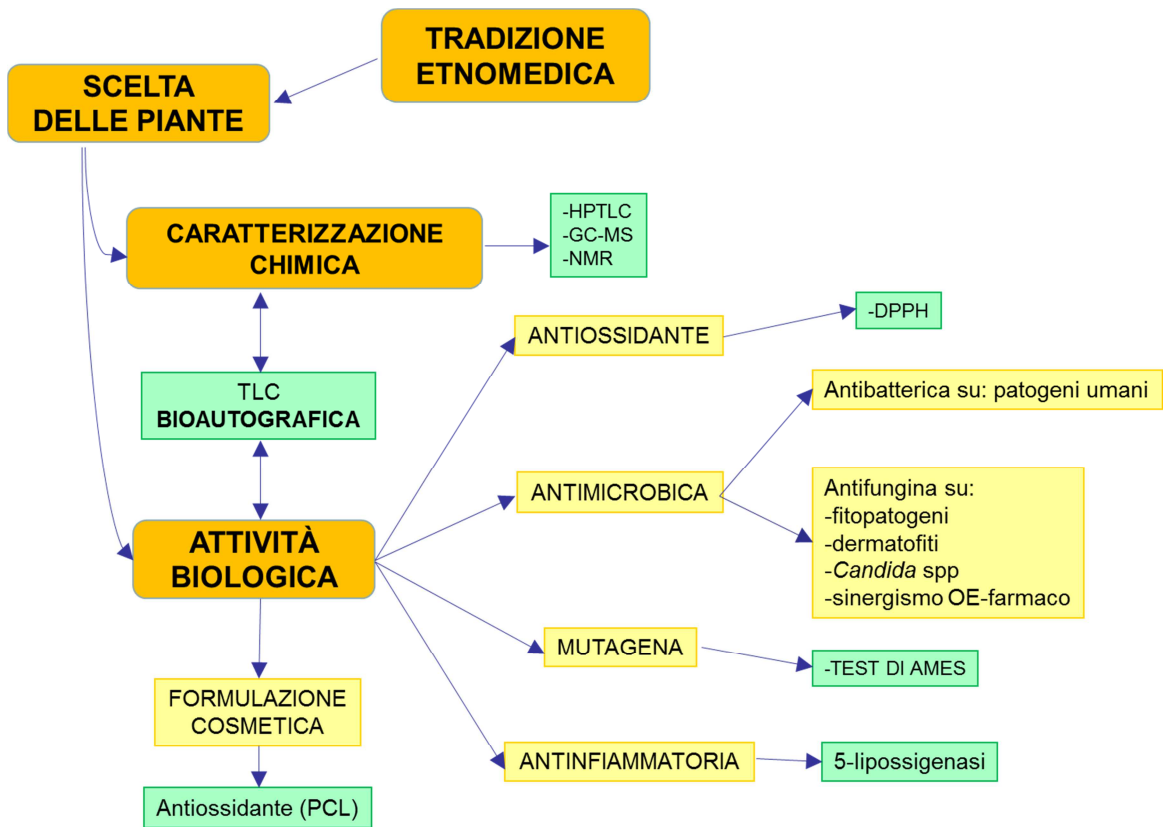 TRADIZIONE
ETNOMEDICA
SCELTA
DELLE PIANTE
CARATTERIZZAZIONE
CHIMICA
-HPTLC
-GC-MS
-NMR
TLC
BIOAUTOGRAFICA
ATTIVITÀ
BIOLOGICA
ANTIOSSIDANTE
-DPPH
ANTIMICROBICA
Antibatterica su: patogeni umani
Antifungina su:
-fitopatogeni
-dermatofiti
-Candida spp
-sinergismo OE-farmaco
MUTAGENA
-TEST DI AMES
ANTINFIAMMATORIA
5-lipossigenasi
FORMULAZIONE
COSMETICA
Antiossidante (PCL)